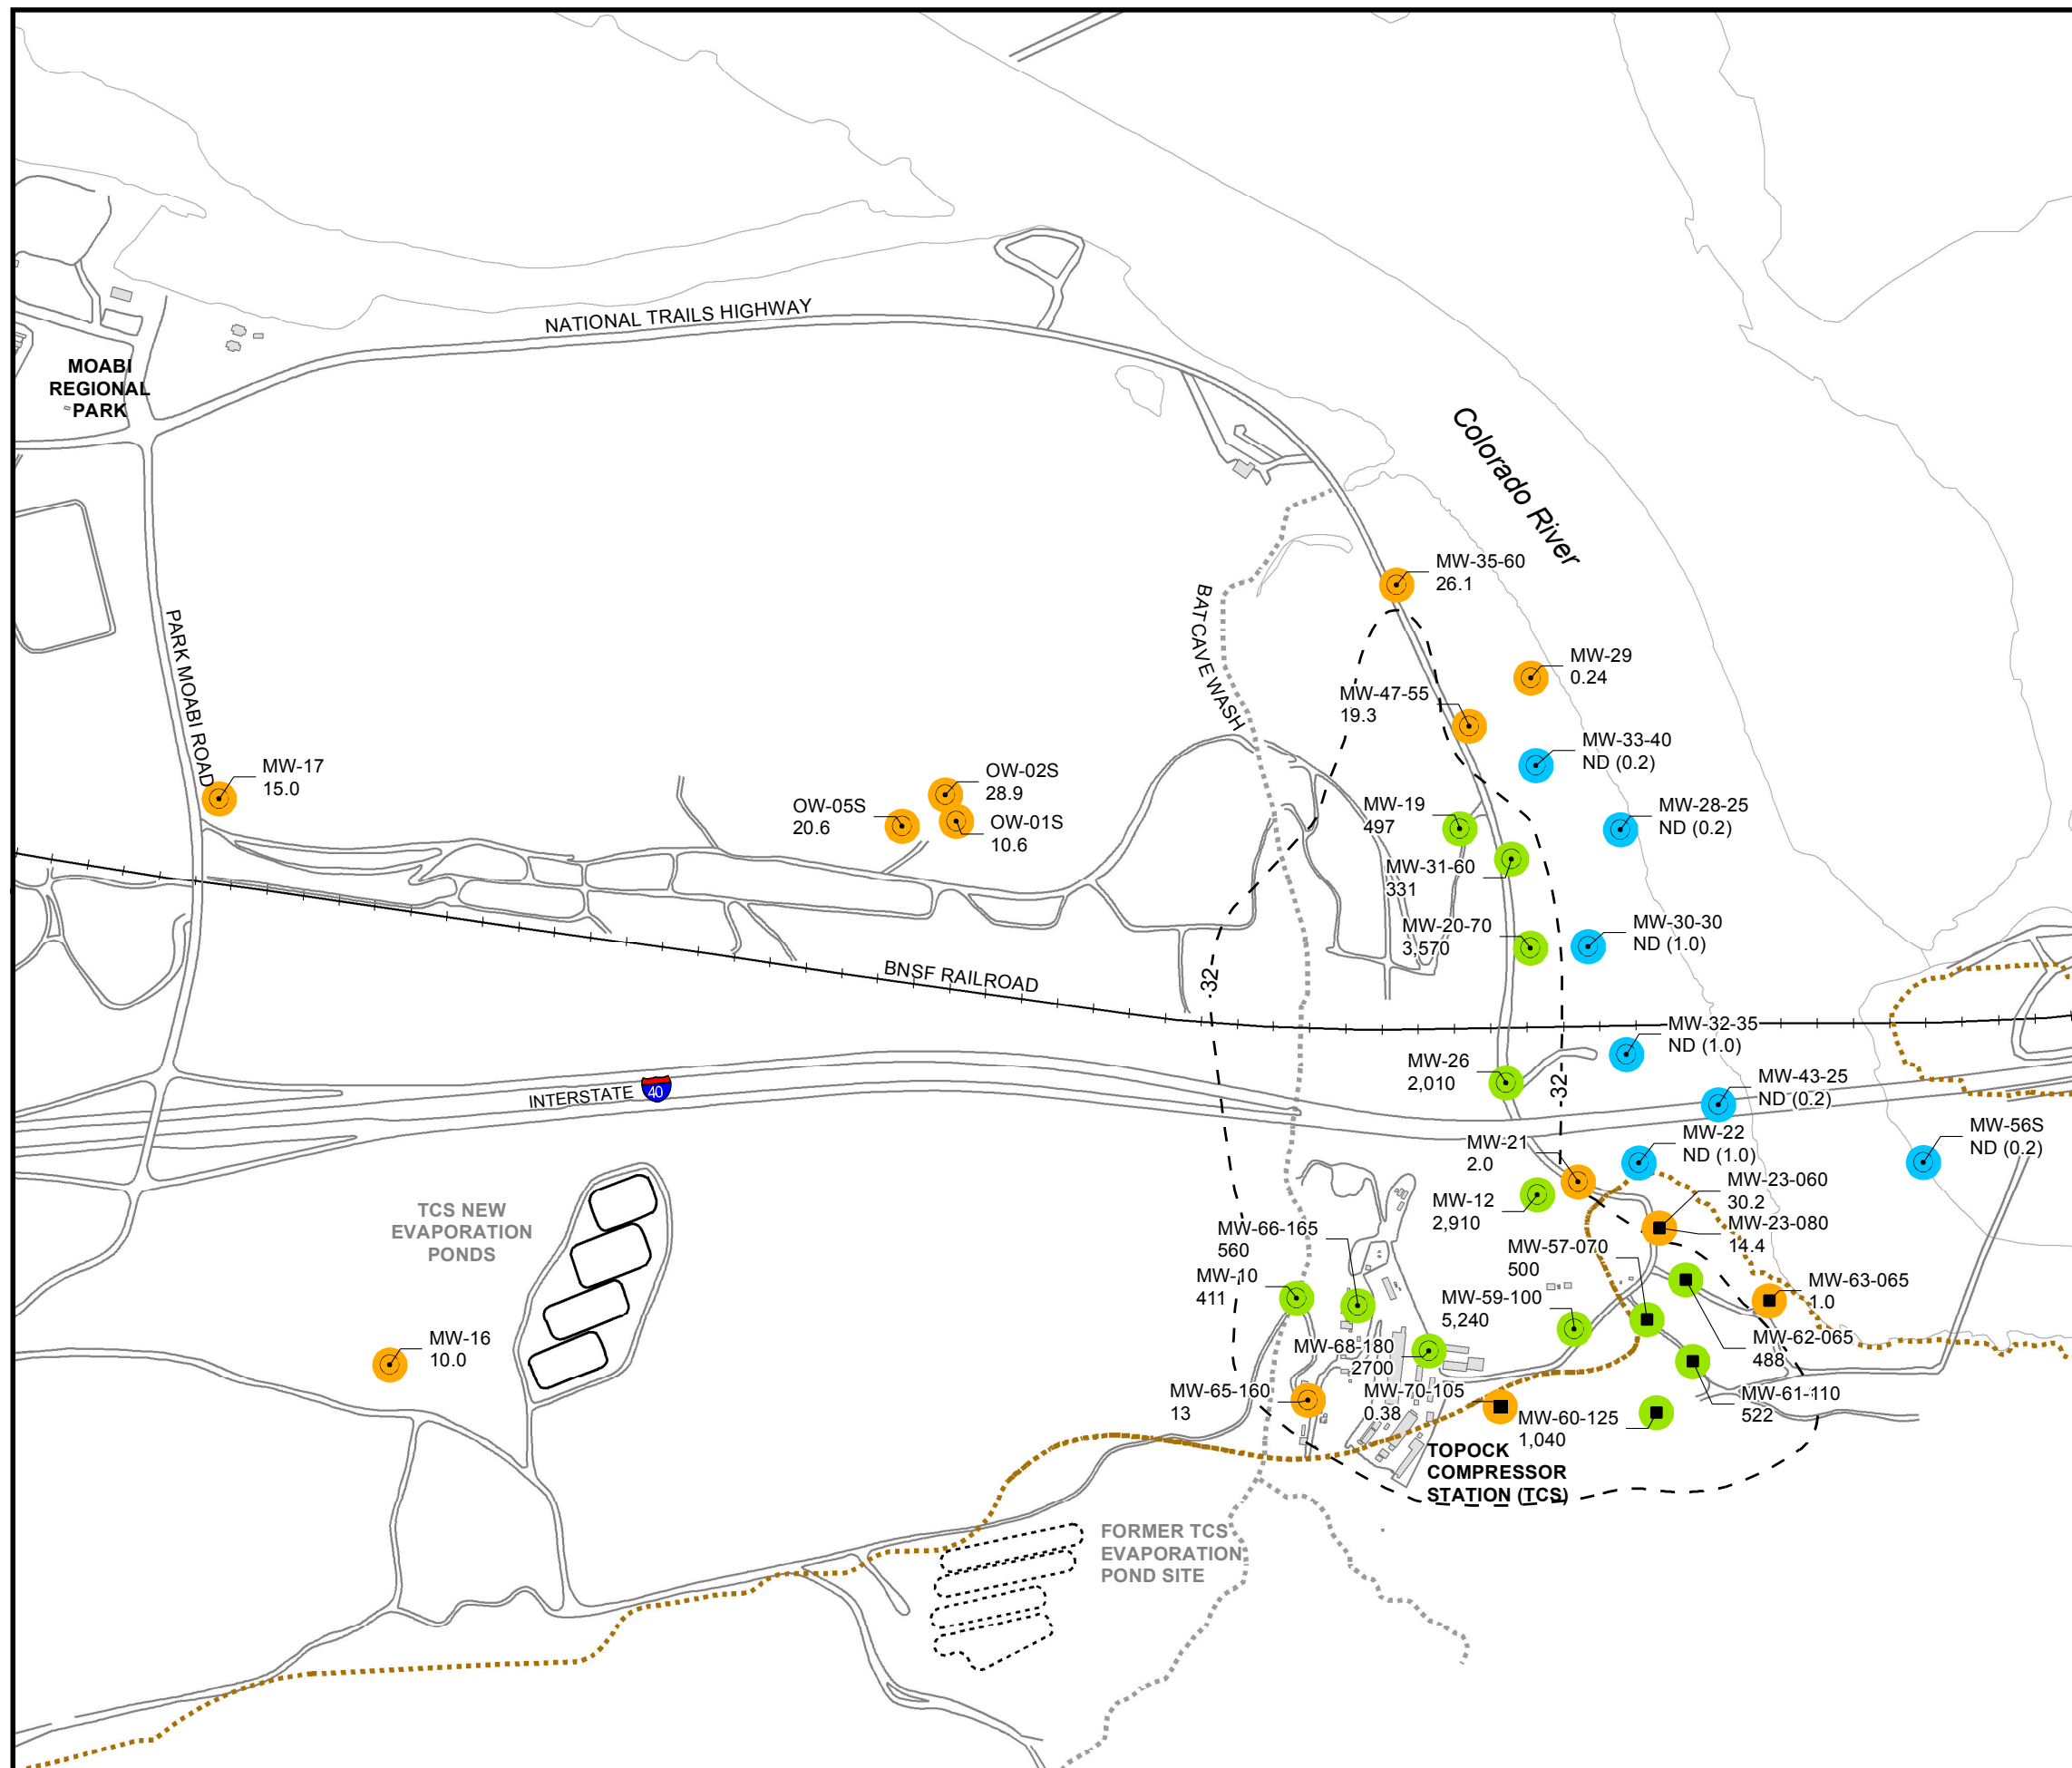 NATIONAL TRAILS HIGHWAY
MOABI
REGIONAL
PARK
Colorado River
MW-35-60
26.1
BAT CAVE WASH
PARK MOABI ROAD
MW-29
0.24
MW-47-55
19.3
MW-33-40
ND (0.2)
MW-17
15.0
OW-02S
28.9
OW-05S
20.6
OW-01S
10.6
MW-19
497
MW-28-25
ND (0.2)
MW-31-60
331
MW-20-70
3,570
MW-30-30
ND (1.0)
BNSF RAILROAD
32
MW-32-35
ND (1.0)
MW-26
2,010
32
MW-43-25
ND (0.2)
INTERSTATE 40
MW-21
2.0
MW-22
ND (1.0)
MW-56S
ND (0.2)
MW-12
2,910
MW-23-060
30.2
MW-23-080
14.4
TCS NEW
EVAPORATION
PONDS
MW-66-165
560
MW-57-070
500
MW-10
411
MW-59-100
5,240
MW-63-065
1.0
MW-16
10.0
MW-68-180
2700
MW-62-065
488
MW-65-160
13
MW-70-105
0.38
MW-61-110
522
MW-60-125
1,040
TOPOCK
COMPRESSOR
STATION (TCS)
FORMER TCS
EVAPORATION
POND SITE